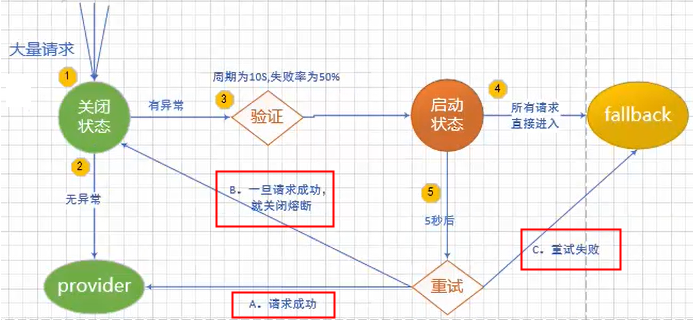 大量请求
1
周期为10S,失败率为50%
3
4
关闭
状态
有异常
验证
启动
状态
所有请求
直接进入
fallback
2
无异常
B. 一旦请求成功,
就关闭熔断
5
5秒后
C. 重试失败
provider
重试
A. 请求成功